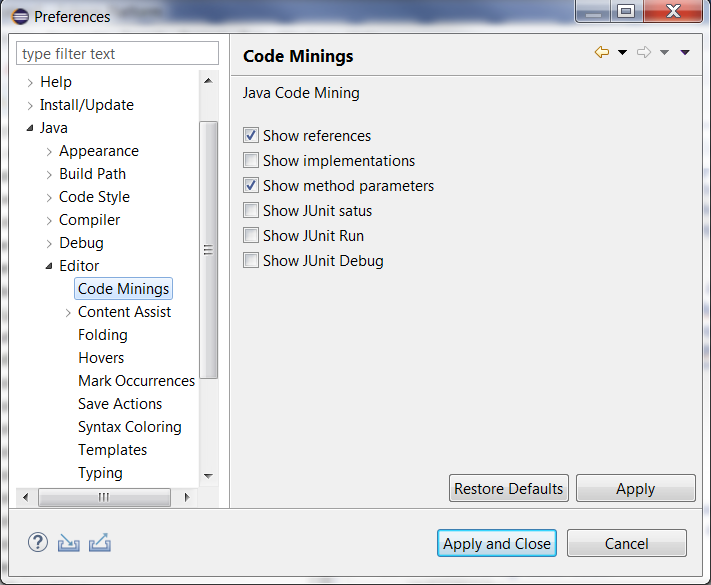 Preferences
type filter text
Help
Install/Update
Java
Appearance
Build Path
Code Style
Compiler
Debug
Editor
Code Minings
Content Assist
Folding
Hovers
Mark Occurrences
Save Actions
Syntax Coloring
Templates
Typing
Code Minings
Java Code Mining
Show references
Show implementations
Show method parameters
Show JUnit satus
Show JUnit Run
Show JUnit Debug
Restore Defaults
Apply
Apply and Close
Cancel